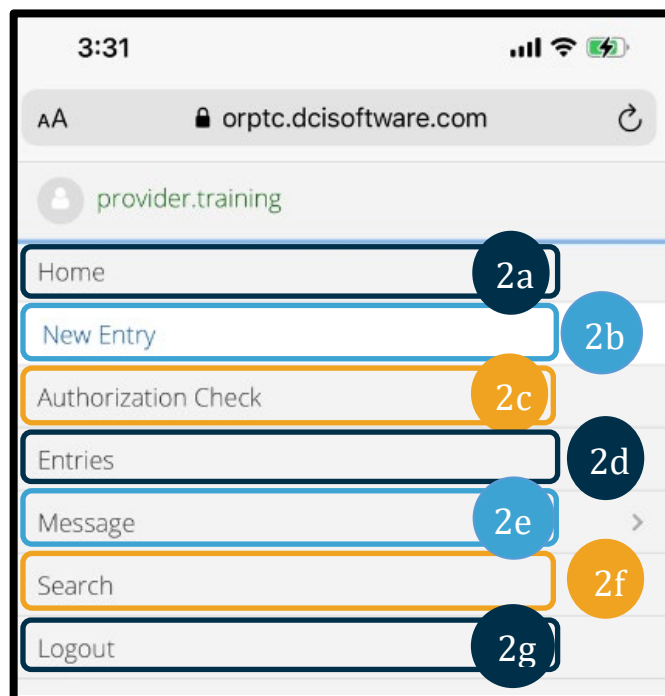 3:31
AA orptc.dcisoftware.com
provider.training
Home 2a
New Entry 2b
Authorization Check 2c
Entries 2d
Message 2e
Search 2f
Logout 2g